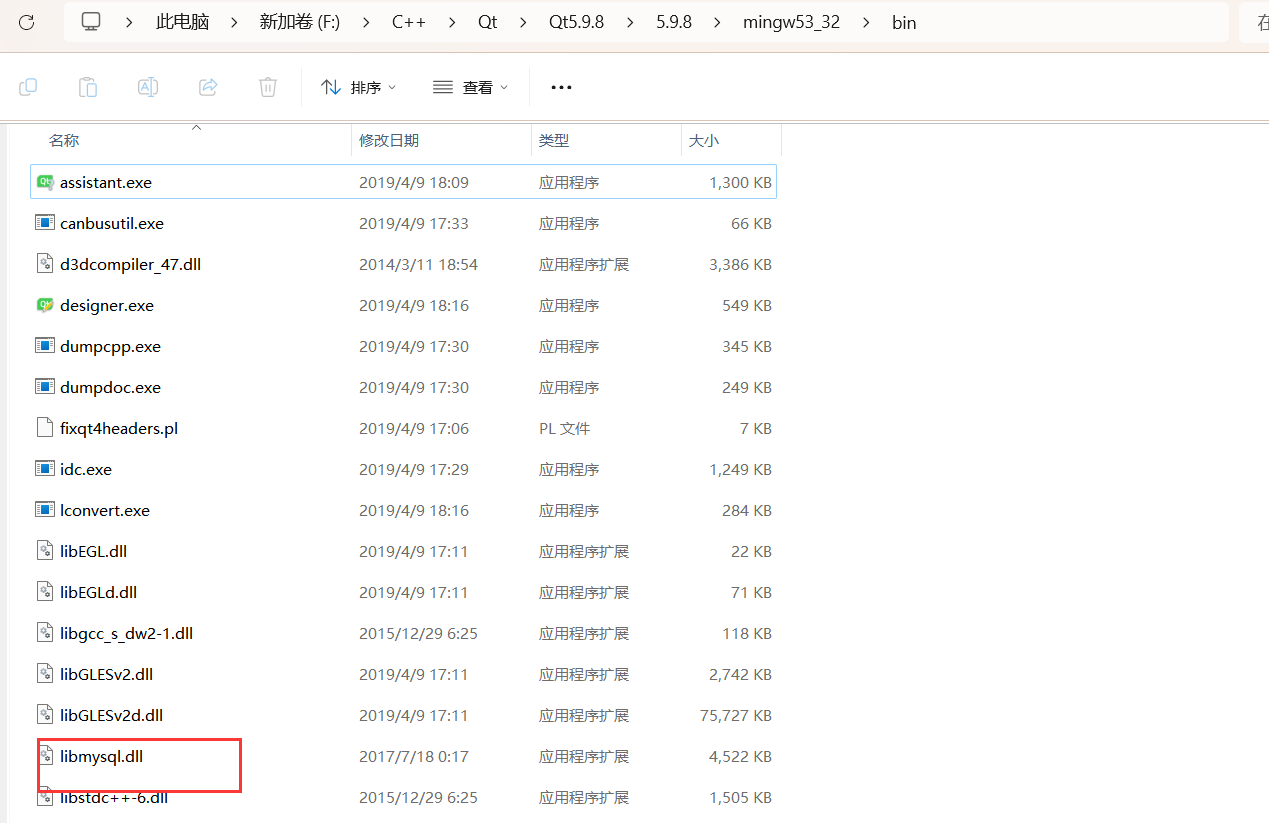 此电脑 新加卷 (F:) C++ Qt Qt5.9.8 5.9.8 mingw53_32 bin 在
排序 查看
名称 修改日期 类型 大小
assistant.exe 2019/4/9 18:09 应用程序 1,300 KB
canbusutil.exe 2019/4/9 17:33 应用程序 66 KB
d3dcompiler_47.dll 2014/3/11 18:54 应用程序扩展 3,386 KB
designer.exe 2019/4/9 18:16 应用程序 549 KB
dumpcpp.exe 2019/4/9 17:30 应用程序 345 KB
dumpdoc.exe 2019/4/9 17:30 应用程序 249 KB
fixqt4headers.pl 2019/4/9 17:06 PL 文件 7 KB
idc.exe 2019/4/9 17:29 应用程序 1,249 KB
lconvert.exe 2019/4/9 18:16 应用程序 284 KB
libEGL.dll 2019/4/9 17:11 应用程序扩展 22 KB
libEGLd.dll 2019/4/9 17:11 应用程序扩展 71 KB
libgcc_s_dw2-1.dll 2015/12/29 6:25 应用程序扩展 118 KB
libGLESv2.dll 2019/4/9 17:11 应用程序扩展 2,742 KB
libGLESv2d.dll 2019/4/9 17:11 应用程序扩展 75,727 KB
libmysql.dll 2017/7/18 0:17 应用程序扩展 4,522 KB
libstdc++-6.dll 2015/12/29 6:25 应用程序扩展 1,505 KB